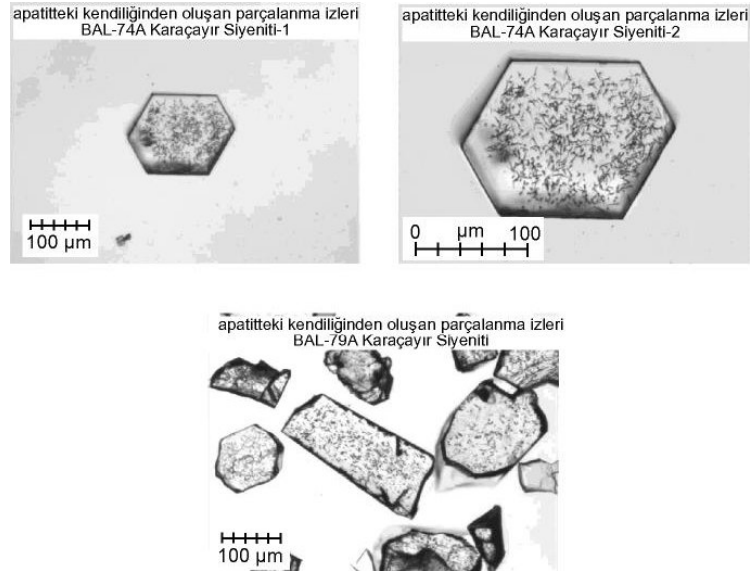 apatitteki kendiliğinden oluşan parçalanma izleri
BAL-74A Karaçayır Siyeniti-1
100 µm
apatitteki kendiliğinden oluşan parçalanma izleri
BAL-74A Karaçayır Siyeniti-2
0 µm 100
apatitteki kendiliğinden oluşan parçalanma izleri
BAL-79A Karaçayır Siyeniti
100 µm